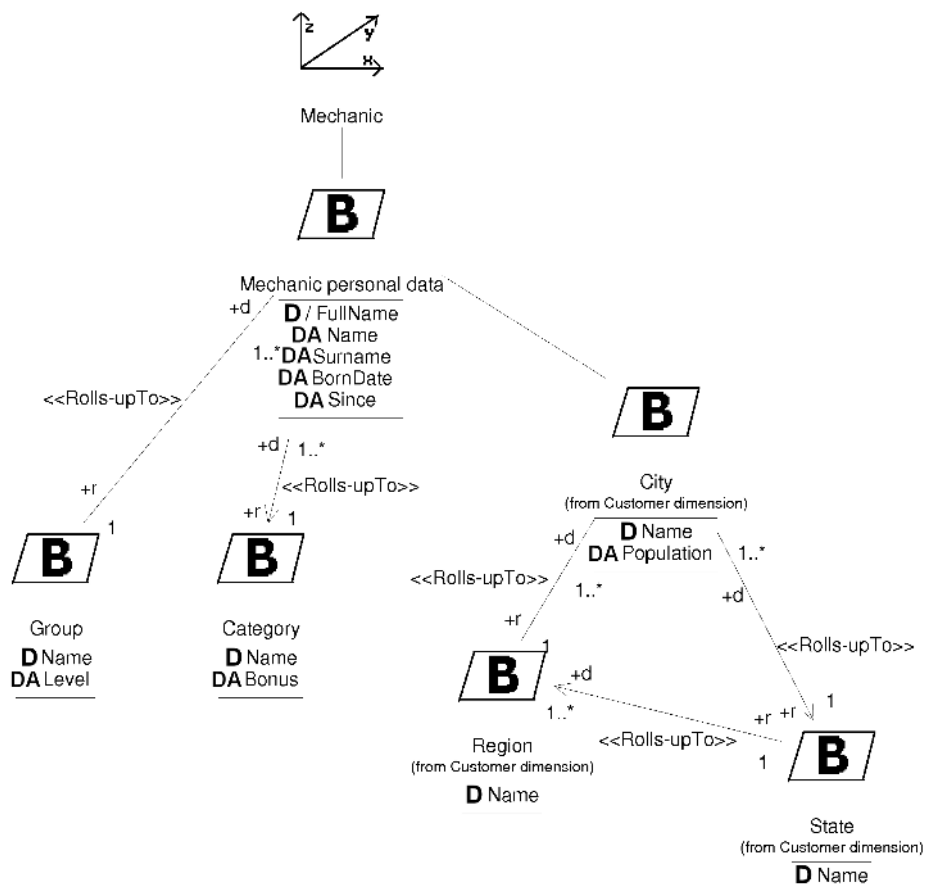 z
y
x
Mechanic
B
Mechanic personal data
+d
D / FullName
DA Name
1..*
DA Surname
DA BornDate
DA Since
<<Rolls-upTo>>
+d
1..*
<<Rolls-upTo>>
+r
1
+r
1
B
Group
D Name
DA Level
B
Category
D Name
DA Bonus
B
City
(from Customer dimension)
D Name
DA Population
+d
1..*
<<Rolls-upTo>>
1..*
+d
+r
1
<<Rolls-upTo>>
B
+d
1..*
1
+r
+r
<<Rolls-upTo>>
1
B
Region
(from Customer dimension)
D Name
State
(from Customer dimension)
D Name